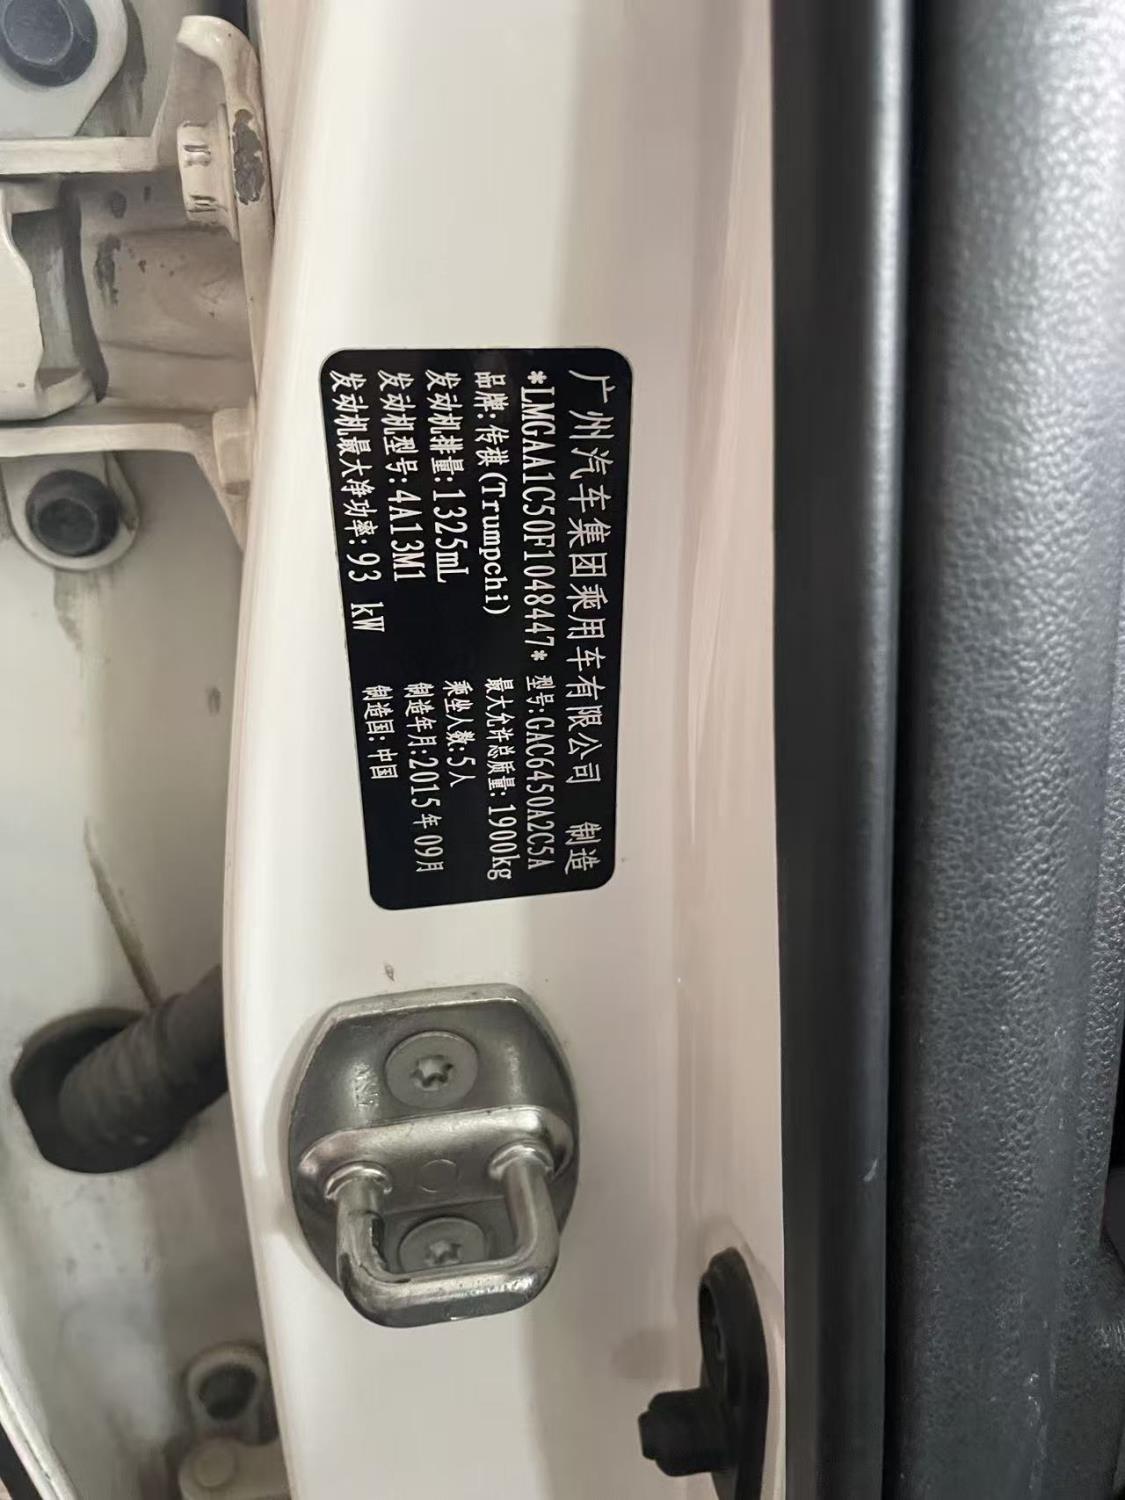 广州汽车集团乘用车有限公司 制造
*LMGAA1C50F1048447* 型号:GAC6450A2C5A
品牌:传祺(Trumpchi) 最大允许总质量:1900kg
发动机排量:1325mL 乘坐人数:5人
发动机型号:4A13M1 制造年月:2015年09月
发动机最大净功率:93 kW 制造国:中国